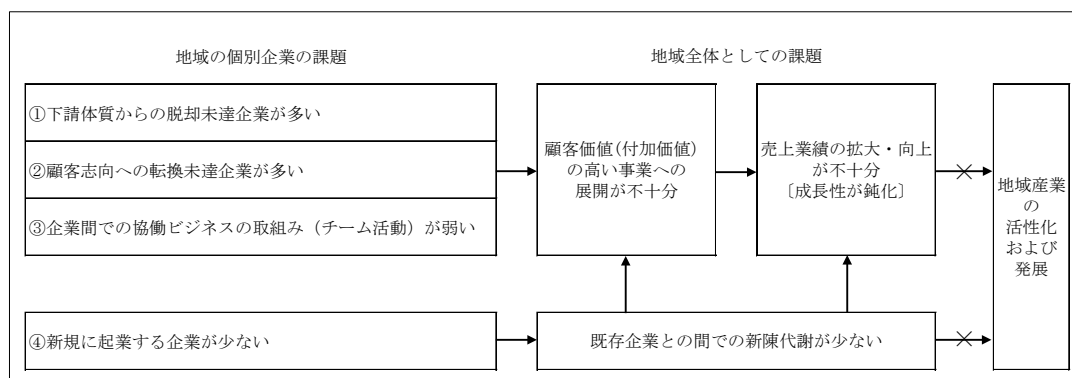 地域の個別企業の課題
地域全体としての課題
①下請体質からの脱却未達企業が多い
②顧客志向への転換未達企業が多い
③企業間での協働ビジネスの取組み（チーム活動）が弱い
顧客価値(付加価値)
の高い事業への
展開が不十分
売上業績の拡大・向上
が不十分
〔成長性が鈍化〕
地域産業
の
活性化
および
発展
④新規に起業する企業が少ない
既存企業との間での新陳代謝が少ない